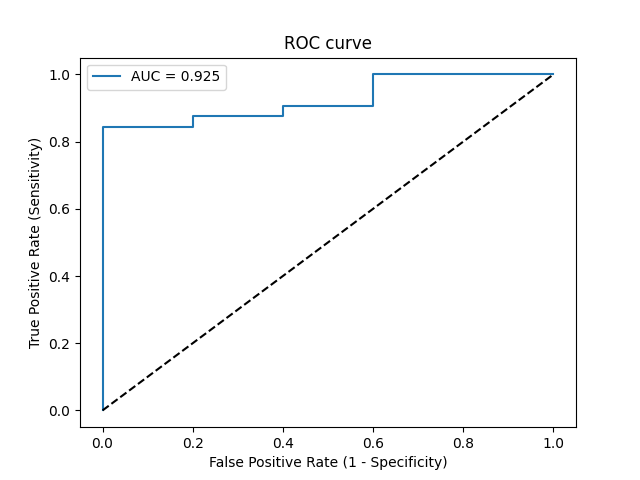 ROC curve
AUC = 0.925
1.0
0.8
0.6
0.4
0.2
0.0
True Positive Rate (Sensitivity)
0.0 0.2 0.4 0.6 0.8 1.0
False Positive Rate (1 - Specificity)